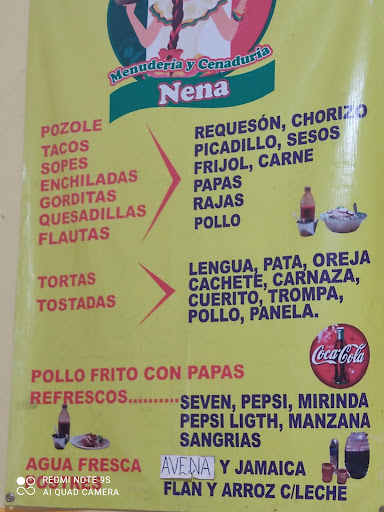 Menudería y Cenaduría
Nena
POZOLE
TACOS
SOPES
ENCHILADAS
GORDITAS
QUESADILLAS
FLAUTAS
REQUESÓN, CHORIZO
PICADILLO, SESOS
FRIJOL, CARNE
PAPAS
RAJAS
POLLO
TORTAS
TOSTADAS
LENGUA, PATA, OREJA
CACHETE, CARNAZA,
CUERITO, TROMPA,
POLLO, PANELA.
Coca-Cola
POLLO FRITO CON PAPAS
REFRESCOS.......... SEVEN, PEPSI, MIRINDA
PEPSI LIGTH, MANZANA
SANGRIAS
AGUA FRESCA AVENA Y JAMAICA
FLAN Y ARROZ C/LECHE
REDMI NOTE 9S
AI QUAD CAMERA